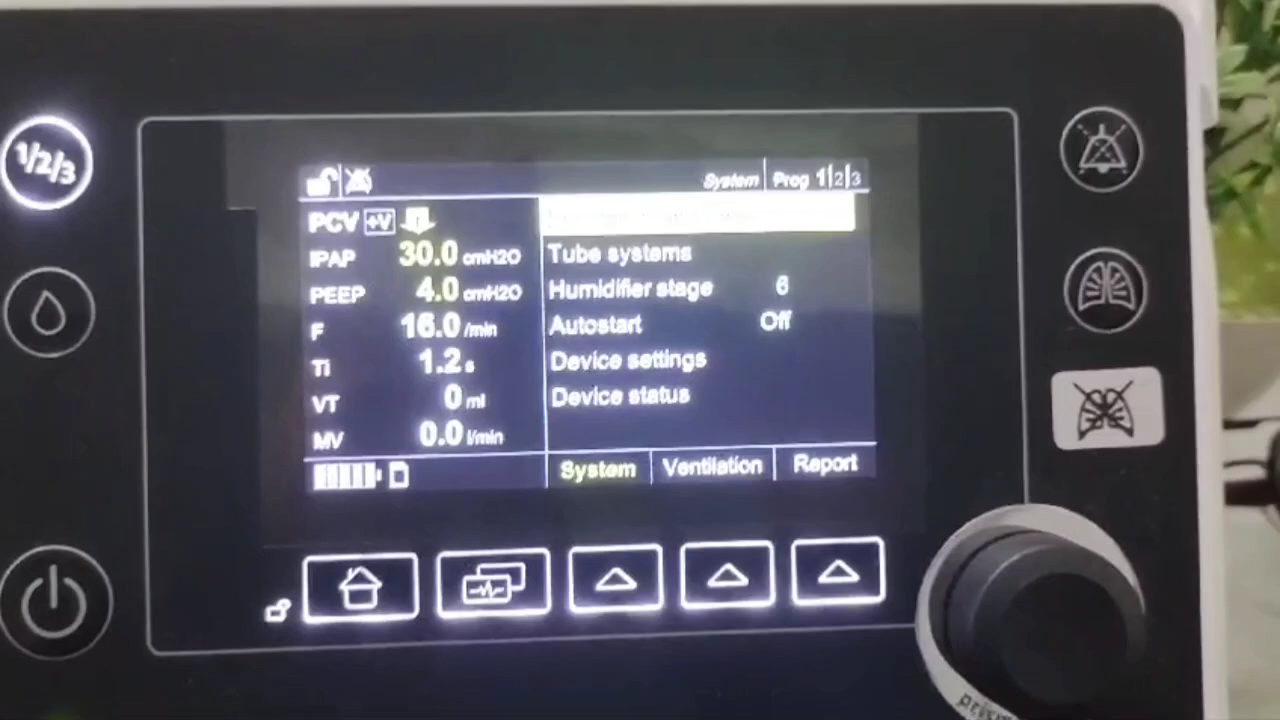 1/2/3
System Prog 1|2|3
PCV +V
IPAP 30.0 cmH2O
PEEP 4.0 cmH2O
F 16.0 /min
Ti 1.2 s
VT 0 ml
MV 0.0 l/min
Tube systems
Humidifier stage 6
Autostart Off
Device settings
Device status
System Ventilation Report